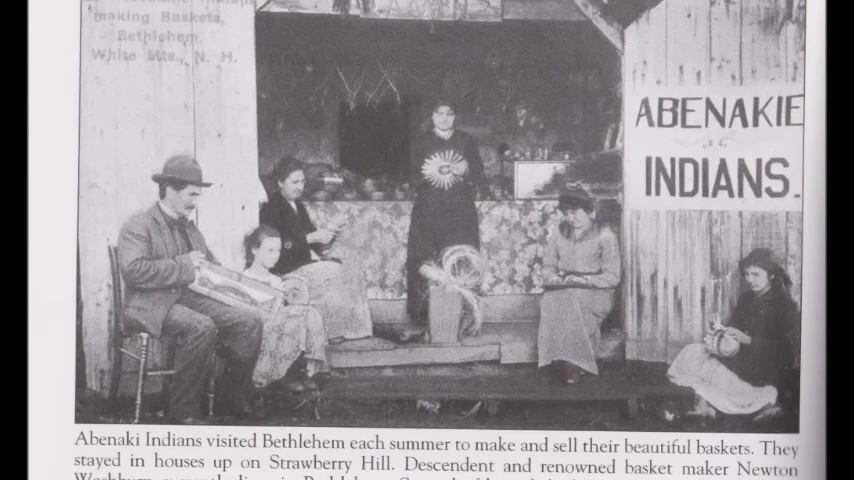 making Baskets,
Bethlehem,
White Mts., N. H.
CAMP
ABENAKIE
INDIANS.
Abenaki Indians visited Bethlehem each summer to make and sell their beautiful baskets. They
stayed in houses up on Strawberry Hill. Descendent and renowned basket maker Newton